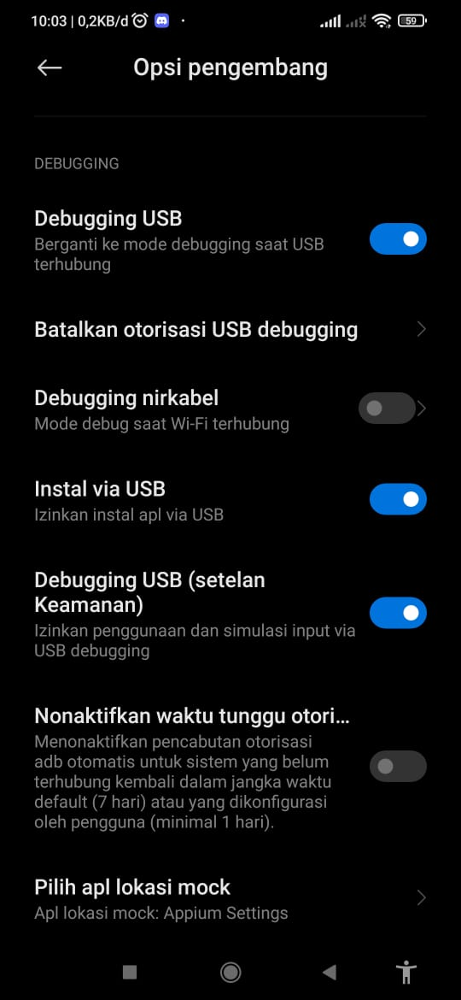 10:03 | 0,2KB/d
59
Opsi pengembang
DEBUGGING
Debugging USB
Berganti ke mode debugging saat USB
terhubung
Batalkan otorisasi USB debugging
Debugging nirkabel
Mode debug saat Wi-Fi terhubung
Instal via USB
Izinkan instal apl via USB
Debugging USB (setelan
Keamanan)
Izinkan penggunaan dan simulasi input via
USB debugging
Nonaktifkan waktu tunggu otori...
Menonaktifkan pencabutan otorisasi
adb otomatis untuk sistem yang belum
terhubung kembali dalam jangka waktu
default (7 hari) atau yang dikonfigurasi
oleh pengguna (minimal 1 hari).
Pilih apl lokasi mock
Apl lokasi mock: Appium Settings